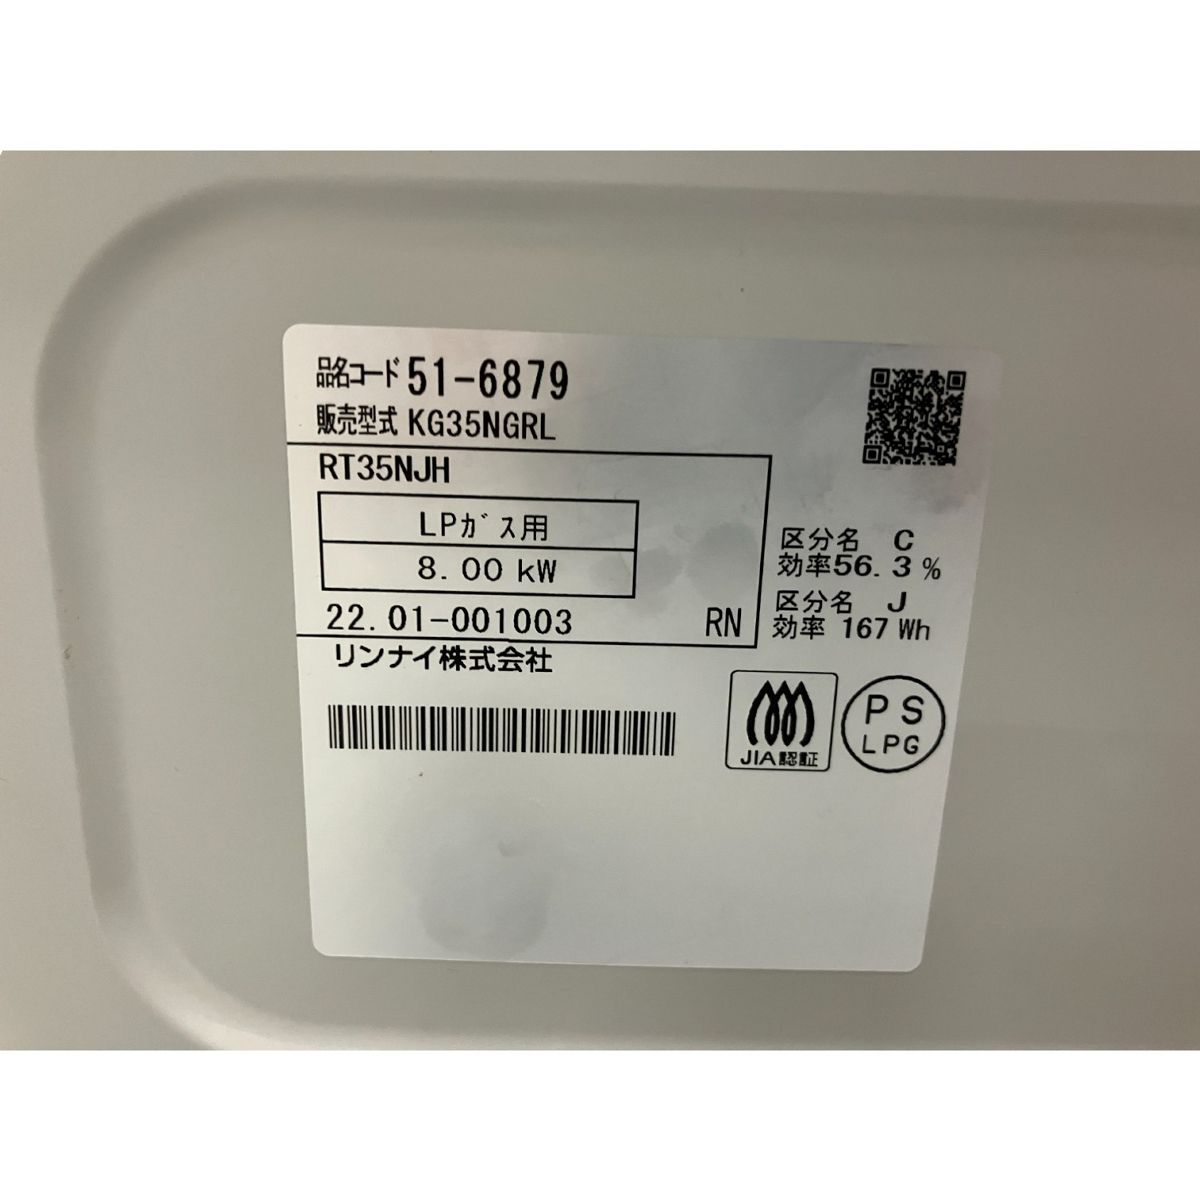 品名コード 51-6879
販売型式 KG35NGRL
RT35NJH
LPガス用
8.00 kW
22.01-001003 RN
リンナイ株式会社
区分名 C
効率56.3 %
区分名 J
効率 167 Wh
JIA認証
PS
LPG